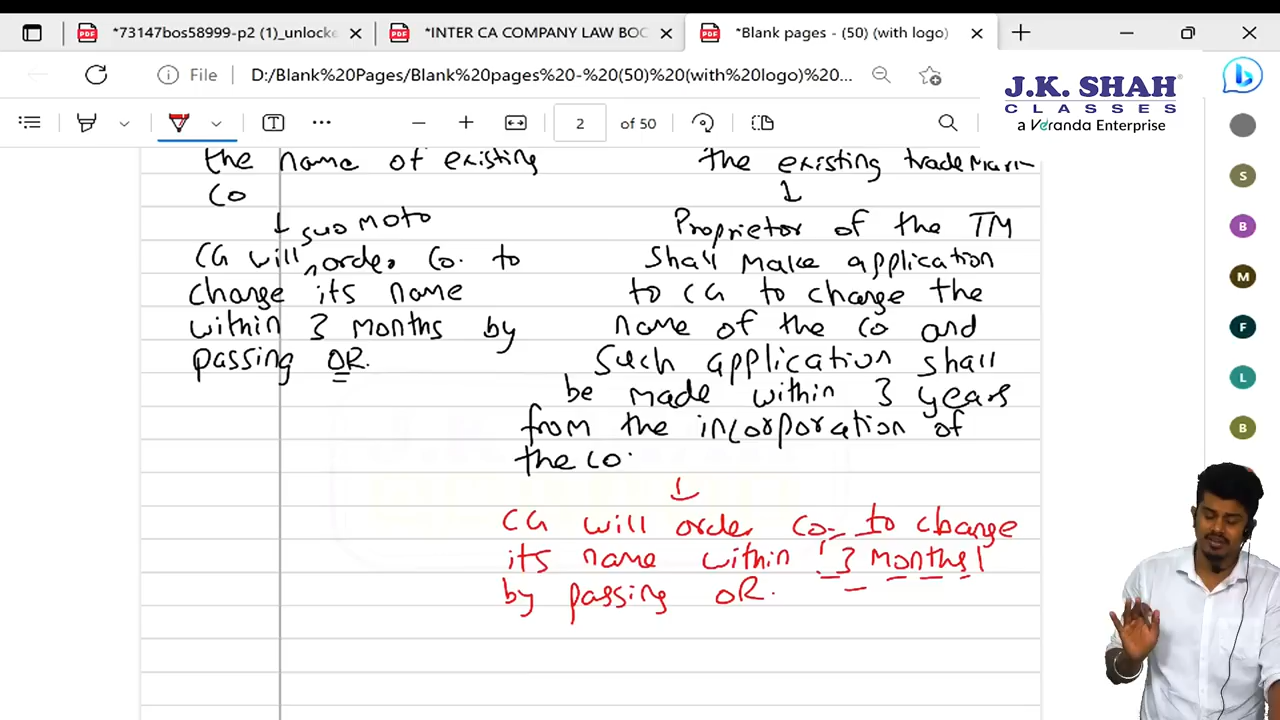 *73147bos58999-p2 (1)_unlocke
*INTER CA COMPANY LAW BOC
*Blank pages - (50) (with logo)
File
D:/Blank%20Pages/Blank%20pages%20-%20(50)%20(with%20logo)%20...
J.K. SHAH
CLASSES
a Veranda Enterprise
2 of 50
the name of existing
Co
suo moto
CG will order Co. to
change its name
within 3 months by
passing OR.
the existing trademark
Proprietor of the TM
shall make application
to CG to change the
name of the Co and
Such application shall
be made within 3 years
from the incorporation of
the Co.
CG will order Co. to change
its name within 3 months
by passing OR.
S
B
M
F
L
B